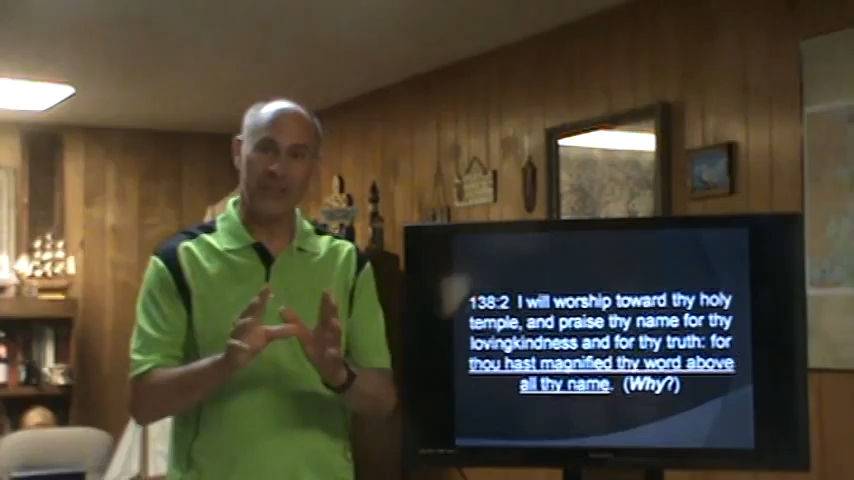 138:2 I will worship toward thy holy
temple, and praise thy name for thy
lovingkindness and for thy truth: for
thou hast magnified thy word above
all thy name. (Why?)